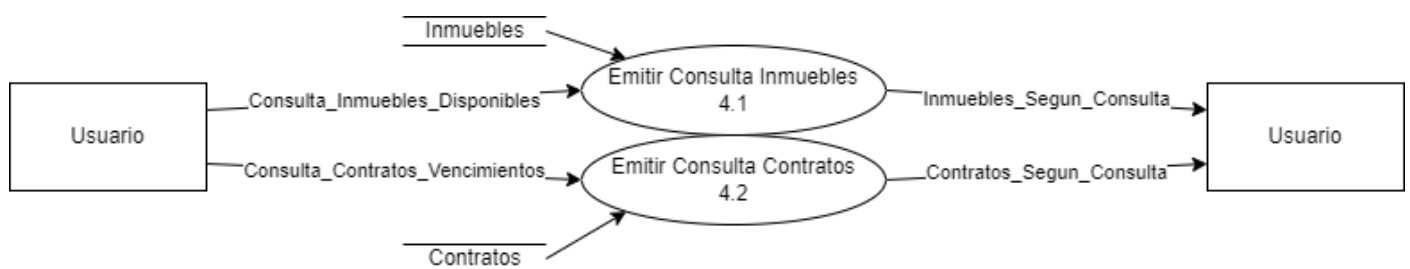 Inmuebles
Emitir Consulta Inmuebles
4.1
Consulta_Inmuebles_Disponibles
Inmuebles_Segun_Consulta
Usuario
Usuario
Emitir Consulta Contratos
4.2
Consulta_Contratos_Vencimientos
Contratos_Segun_Consulta
Contratos